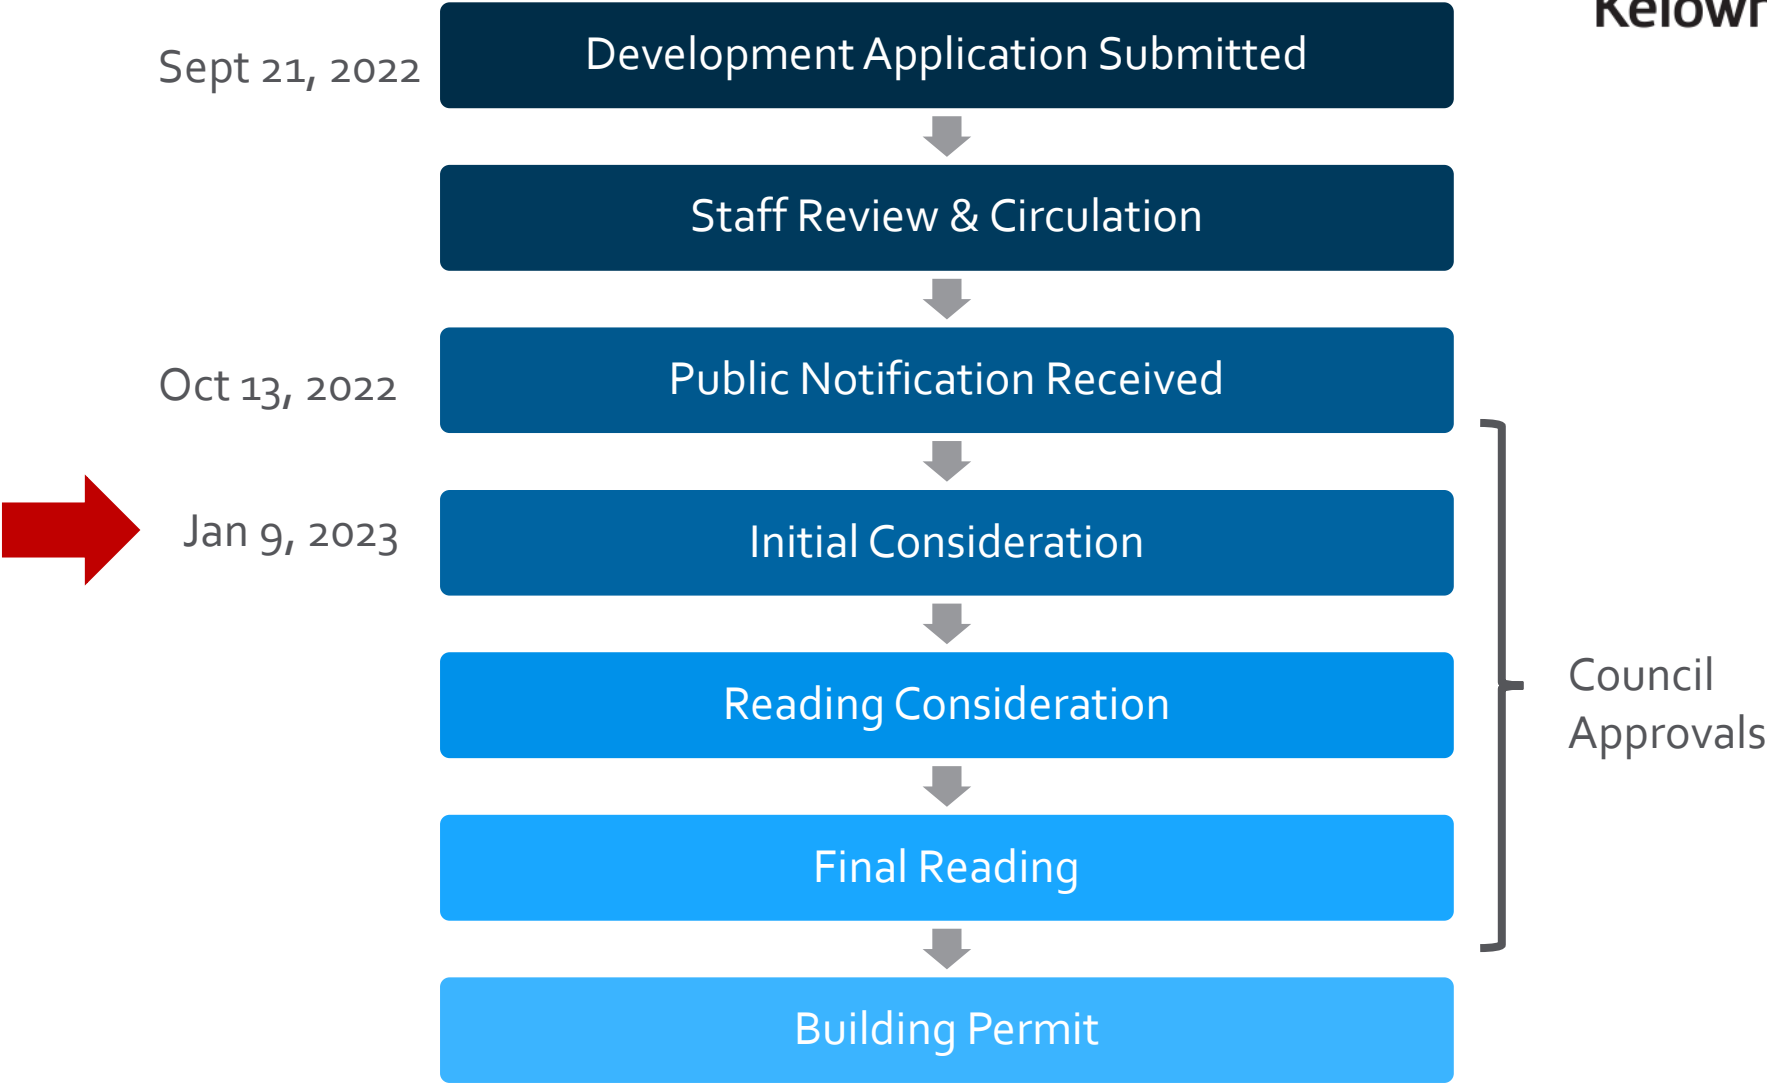 Sept 21, 2022
Development Application Submitted
Staff Review & Circulation
Oct 13, 2022
Public Notification Received
Jan 9, 2023
Initial Consideration
Reading Consideration
Council
Approvals
Final Reading
Building Permit